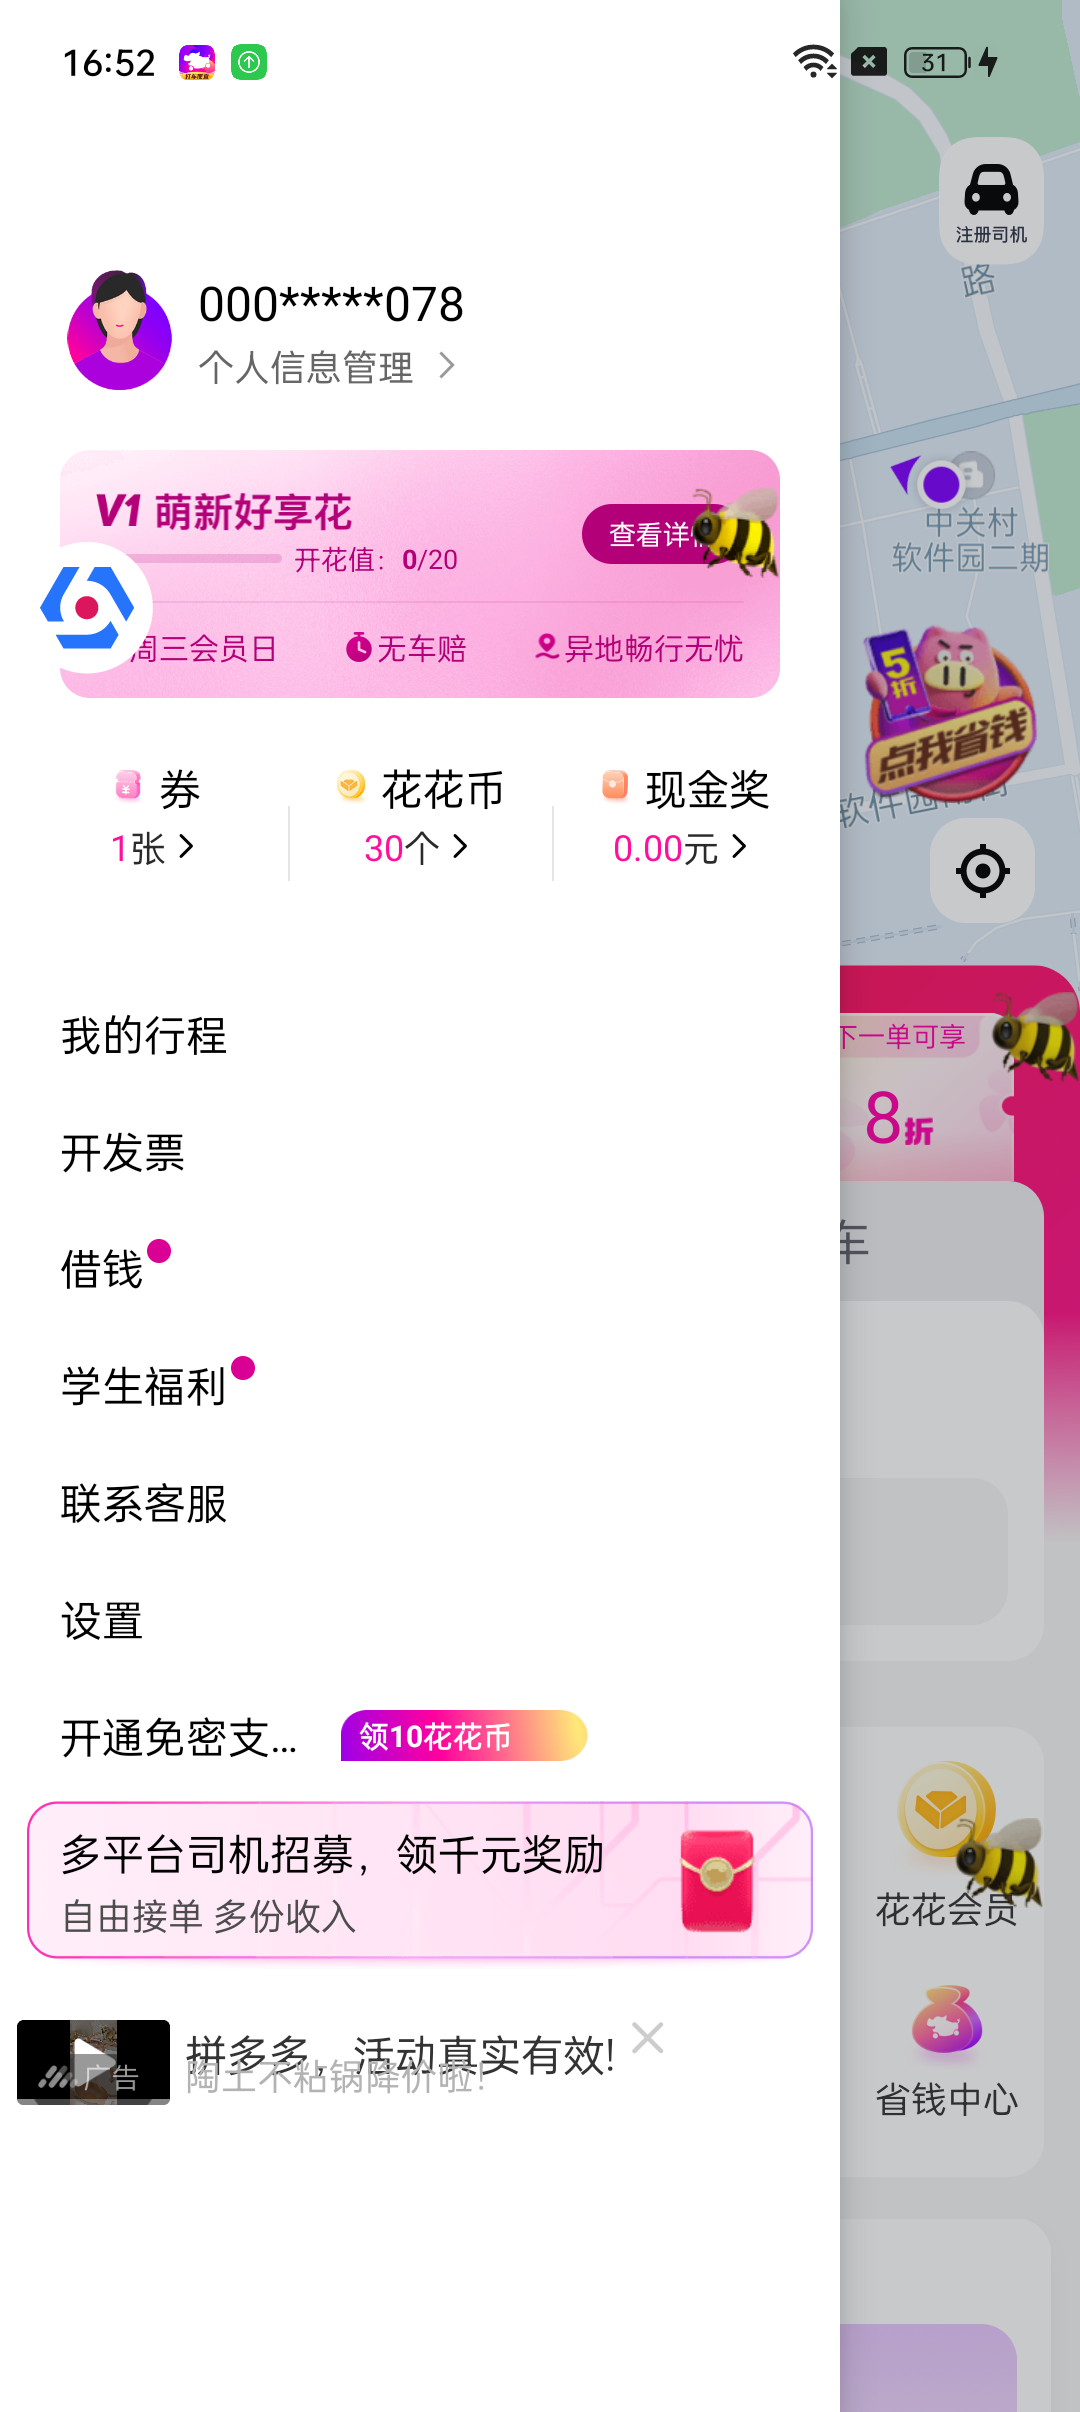 16:52
31
注册司机
路
000*****078
个人信息管理
V1 萌新好享花
开花值：0/20
查看详
周三会员日
无车赔
异地畅行无忧
中关村
软件园二期
5折
点我省钱
软件园
券
1张
花花币
30个
现金奖
0.00元
下一单可享
8折
车
我的行程
开发票
借钱
学生福利
联系客服
设置
开通免密支...
领10花花币
多平台司机招募，领千元奖励
自由接单 多份收入
花花会员
省钱中心
广告
拼多多，活动真实有效!
陶土不粘锅降价啦!